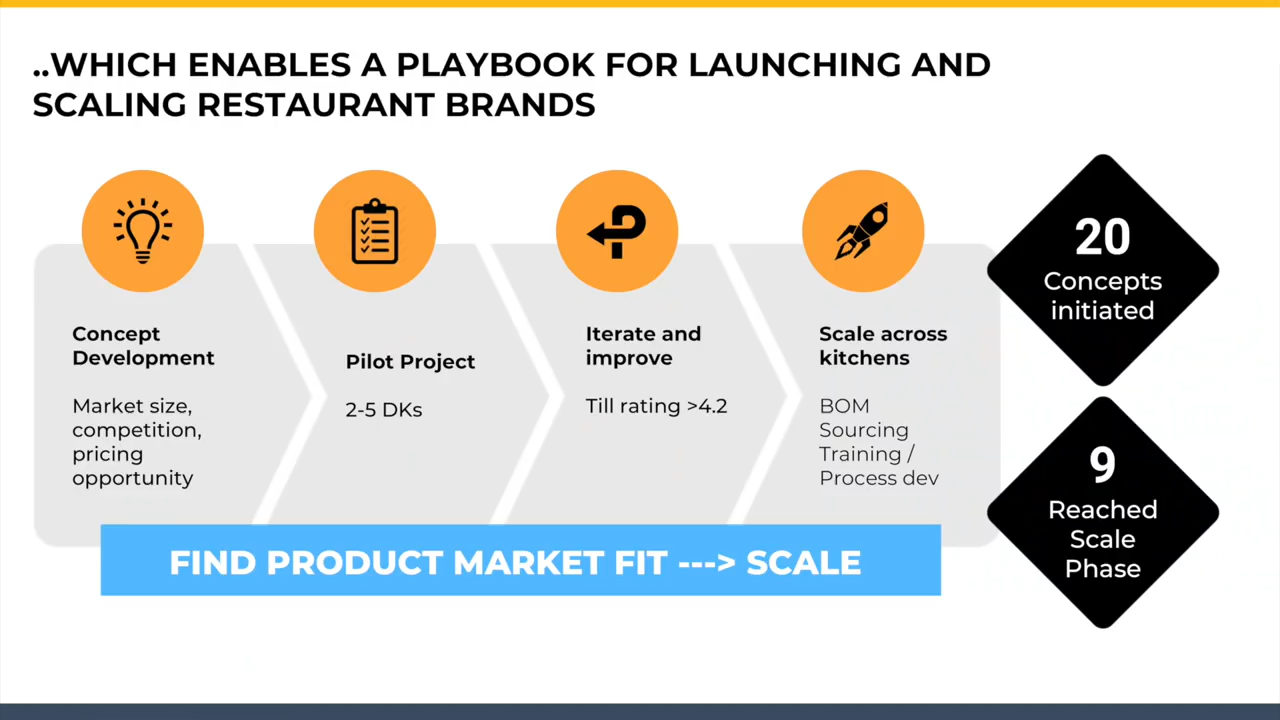 ..WHICH ENABLES A PLAYBOOK FOR LAUNCHING AND
SCALING RESTAURANT BRANDS
Concept
Development
Market size,
competition,
pricing
opportunity
Pilot Project
2-5 DKs
Iterate and
improve
Till rating >4.2
Scale across
kitchens
BOM
Sourcing
Training /
Process dev
20
Concepts
initiated
9
Reached
Scale
Phase
FIND PRODUCT MARKET FIT ---> SCALE